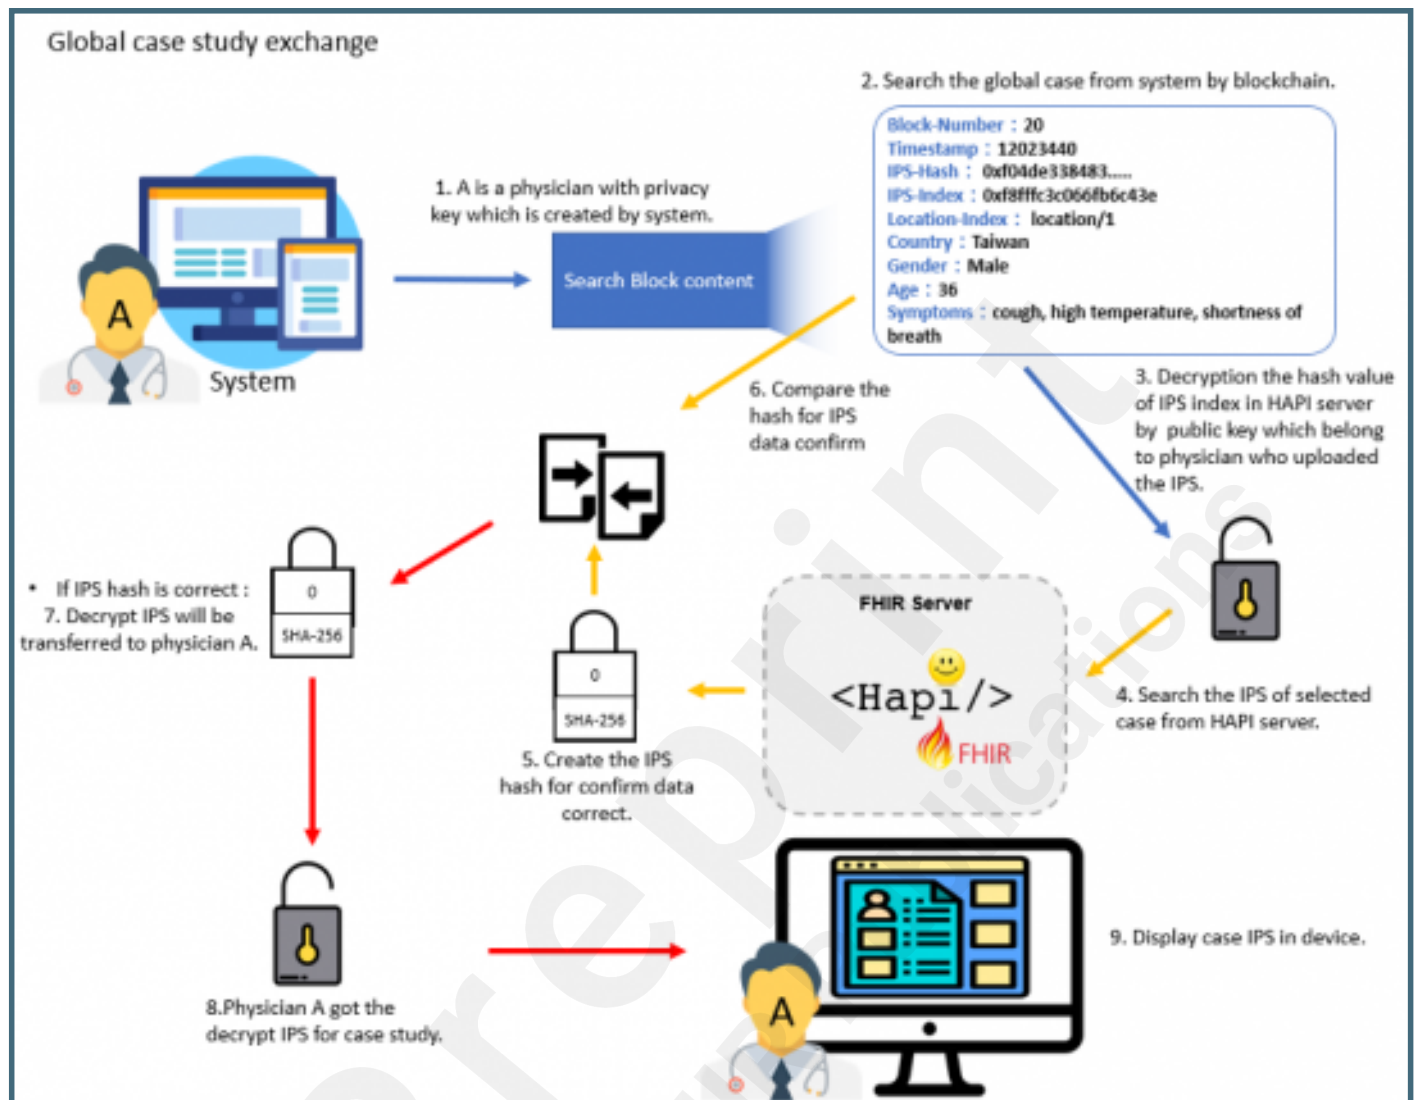 Global case study exchange
2. Search the global case from system by blockchain.
Block-Number : 20
Timestamp : 12023440
IPS-Hash : 0xf04de338483.....
IPS-Index : 0xf8fffc3c066fb6c43e
Location-Index : location/1
Country : Taiwan
Gender : Male
Age : 36
Symptoms : cough, high temperature, shortness of
breath
1. A is a physician with privacy
key which is created by system.
Search Block content
A
System
6. Compare the
hash for IPS
data confirm
3. Decryption the hash value
of IPS index in HAPI server
by public key which belong
to physician who uploaded
the IPS.
• If IPS hash is correct :
7. Decrypt IPS will be
transferred to physician A.
0
SHA-256
0
SHA-256
5. Create the IPS
hash for confirm data
correct.
FHIR Server
<Hapi/>
FHIR
4. Search the IPS of selected
case from HAPI server.
8.Physician A got the
decrypt IPS for case study.
9. Display case IPS in device.
A
Preprint